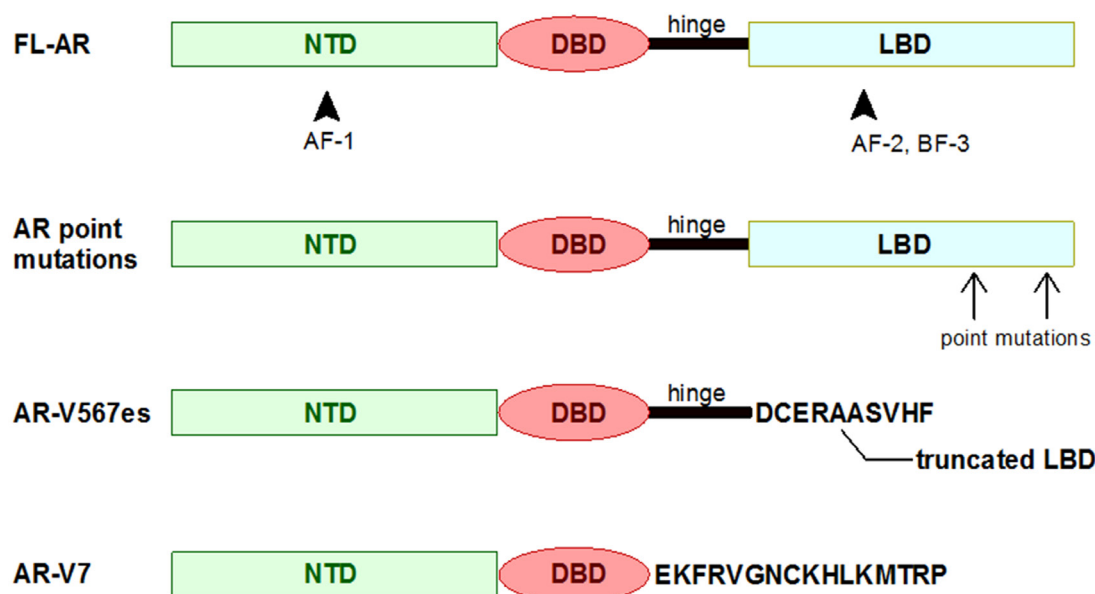 FL-AR NTD DBD hinge LBD
AF-1 AF-2, BF-3
AR point
mutations NTD DBD hinge LBD
point mutations
AR-V567es NTD DBD hinge DCERAASVHF
truncated LBD
AR-V7 NTD DBD EKFRVGNCKHLKMTRP